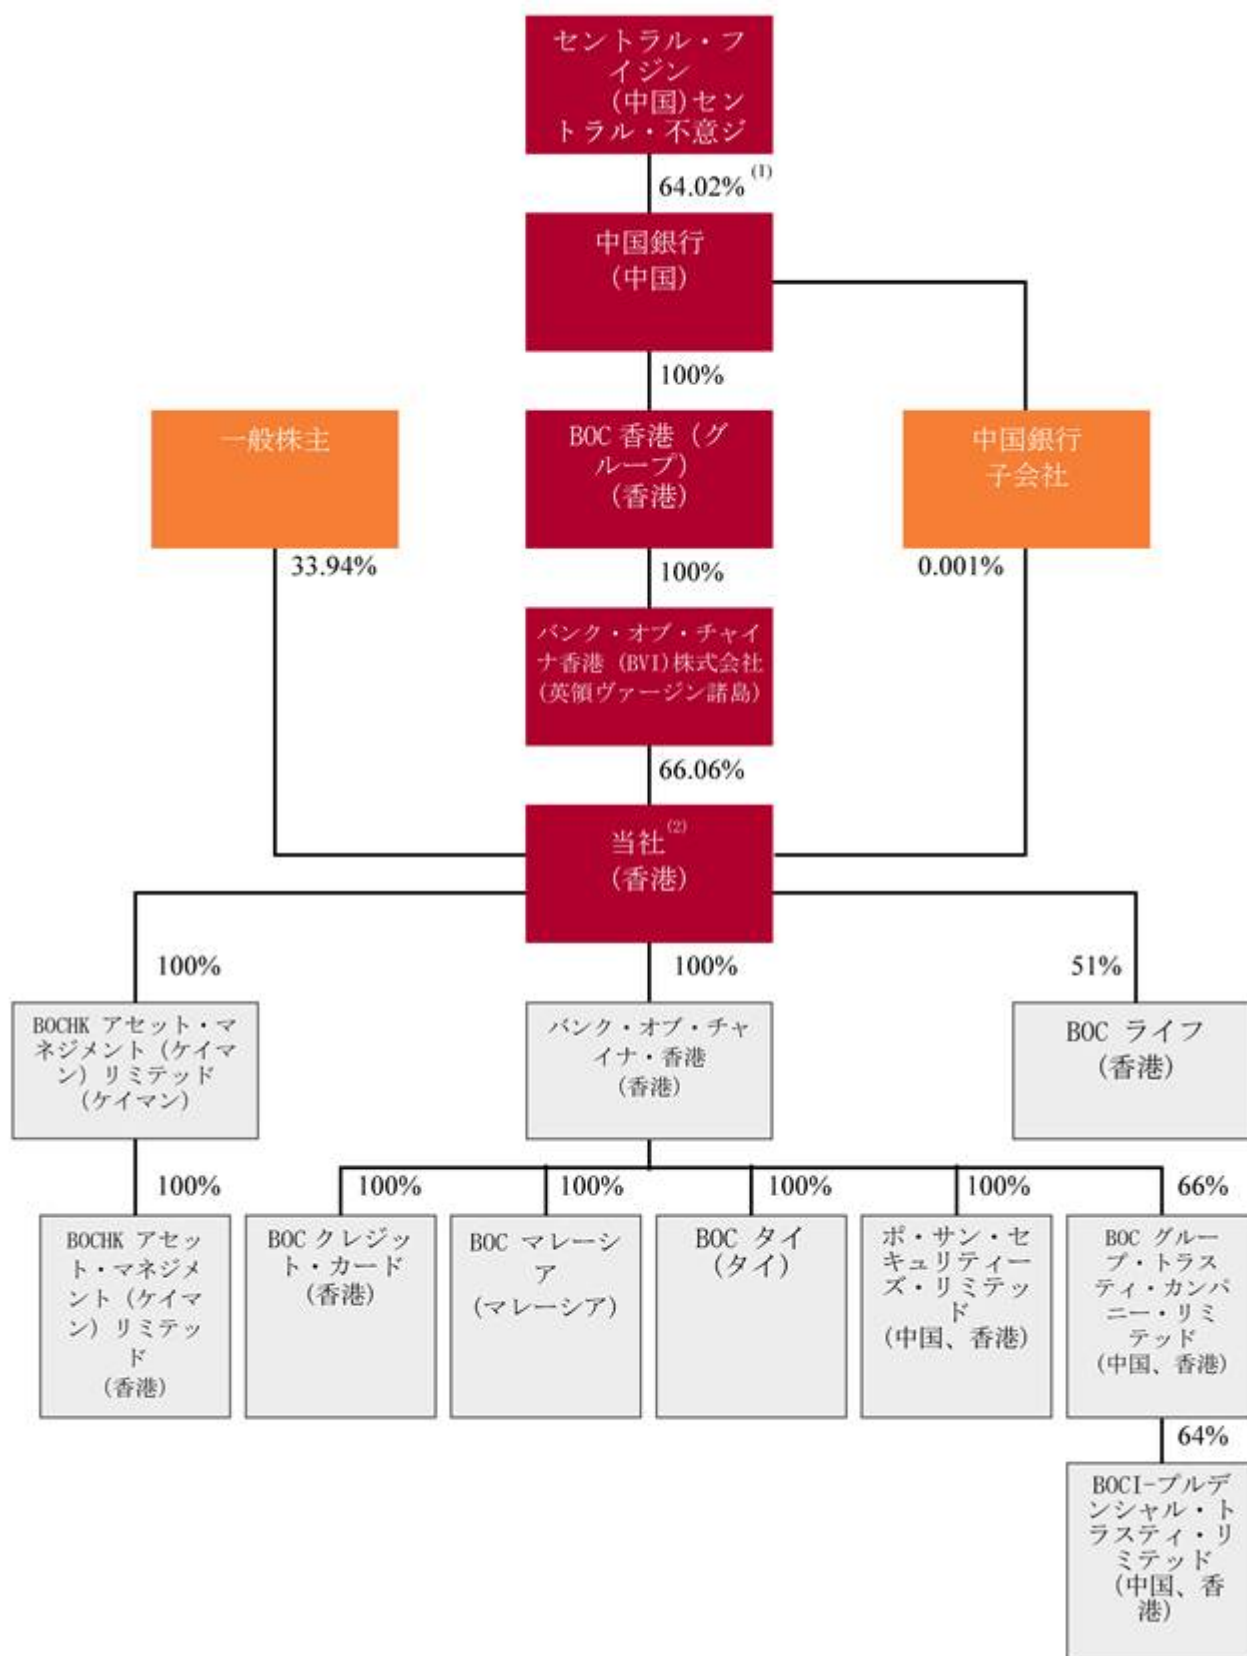 セントラル・フ
イジン
(中国)セン
トラル・不意ジ
64.02% (1)
中国銀行
(中国)
100%
一般株主
BOC 香港 (グ
ループ)
(香港)
中国銀行
子会社
33.94%
100%
0.001%
バンク・オブ・チャイ
ナ香港 (BVI)株式会社
(英領ヴァージン諸島)
66.06%
当社(2)
(香港)
100%
100%
51%
BOCHK アセット・マ
ネジメント (ケイマ
ン) リミテッド
(ケイマン)
バンク・オブ・チャ
イナ・香港
(香港)
BOC ライフ
(香港)
100%
100%
100%
100%
100%
66%
BOCHK アセッ
ト・マネジメ
ント (ケイマ
ン) リミテッ
ド
(香港)
BOC クレジッ
ト・カード
(香港)
BOC マレーシ
ア
(マレーシア)
BOC タイ
(タイ)
ポ・サン・セ
キュリティー
ズ・リミテッ
ド
(中国、香港)
BOC グルー
プ・トラス
ティ・カンパ
ニー・リミ
テッド
(中国、香港)
64%
BOCI-プルデ
ンシャル・ト
ラスティ・リ
ミテッド
(中国、香
港)